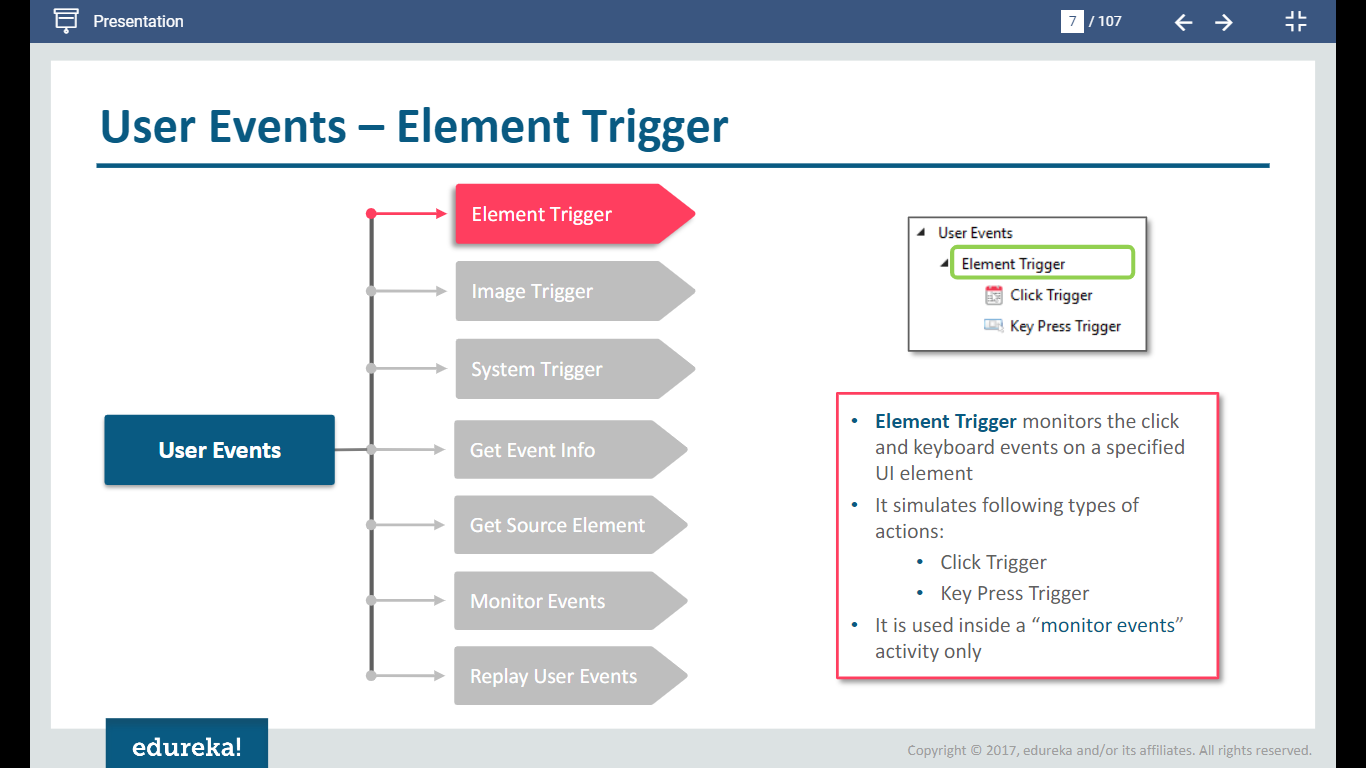 Presentation
7 / 107
User Events – Element Trigger
Element Trigger
Image Trigger
System Trigger
User Events
Get Event Info
Get Source Element
Monitor Events
Replay User Events
User Events
Element Trigger
Click Trigger
Key Press Trigger
• Element Trigger monitors the click
and keyboard events on a specified
UI element
• It simulates following types of
actions:
• Click Trigger
• Key Press Trigger
• It is used inside a “monitor events”
activity only
edureka!
Copyright © 2017, edureka and/or its affiliates. All rights reserved.